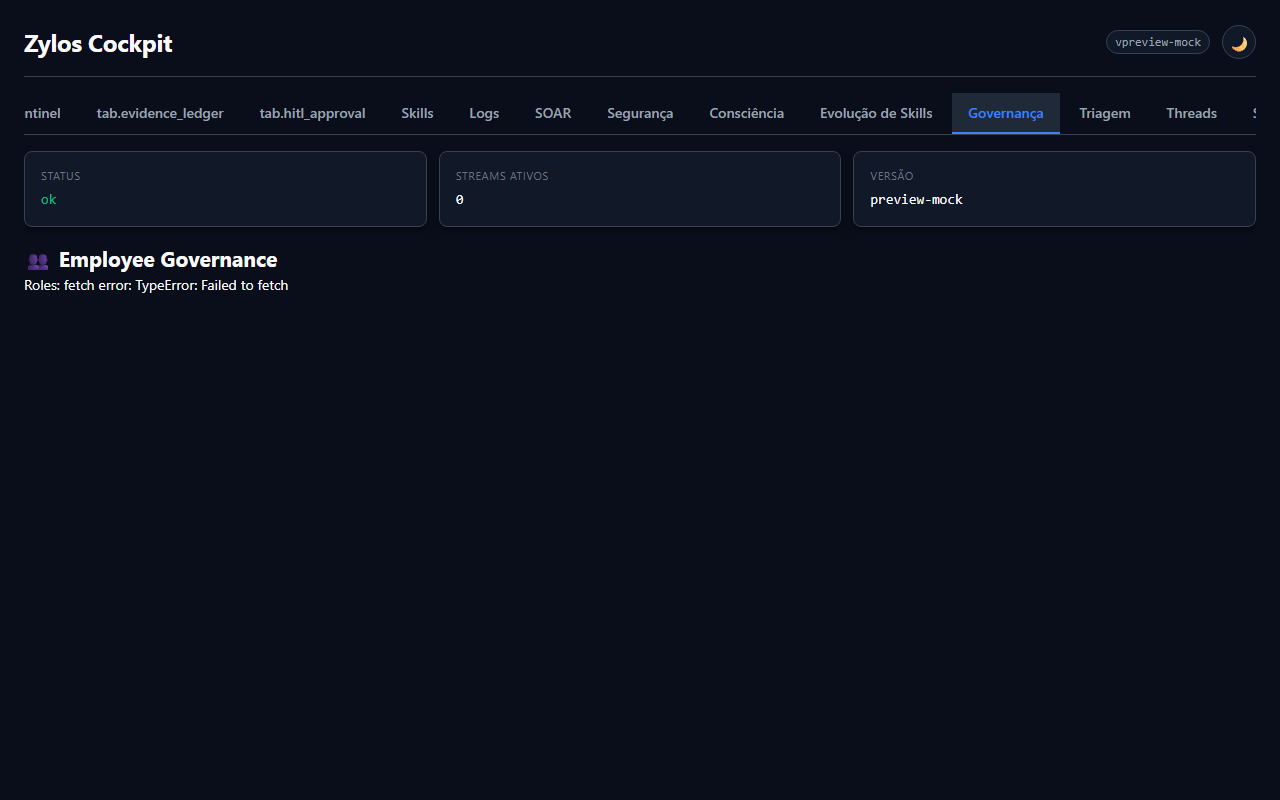 Zylos Cockpit
vpreview-mock
ntinel tab.evidence_ledger tab.hitl_approval Skills Logs SOAR Segurança Consciência Evolução de Skills Governança Triagem Threads
STATUS
ok
STREAMS ATIVOS
0
VERSÃO
preview-mock
Employee Governance
Roles: fetch error: TypeError: Failed to fetch